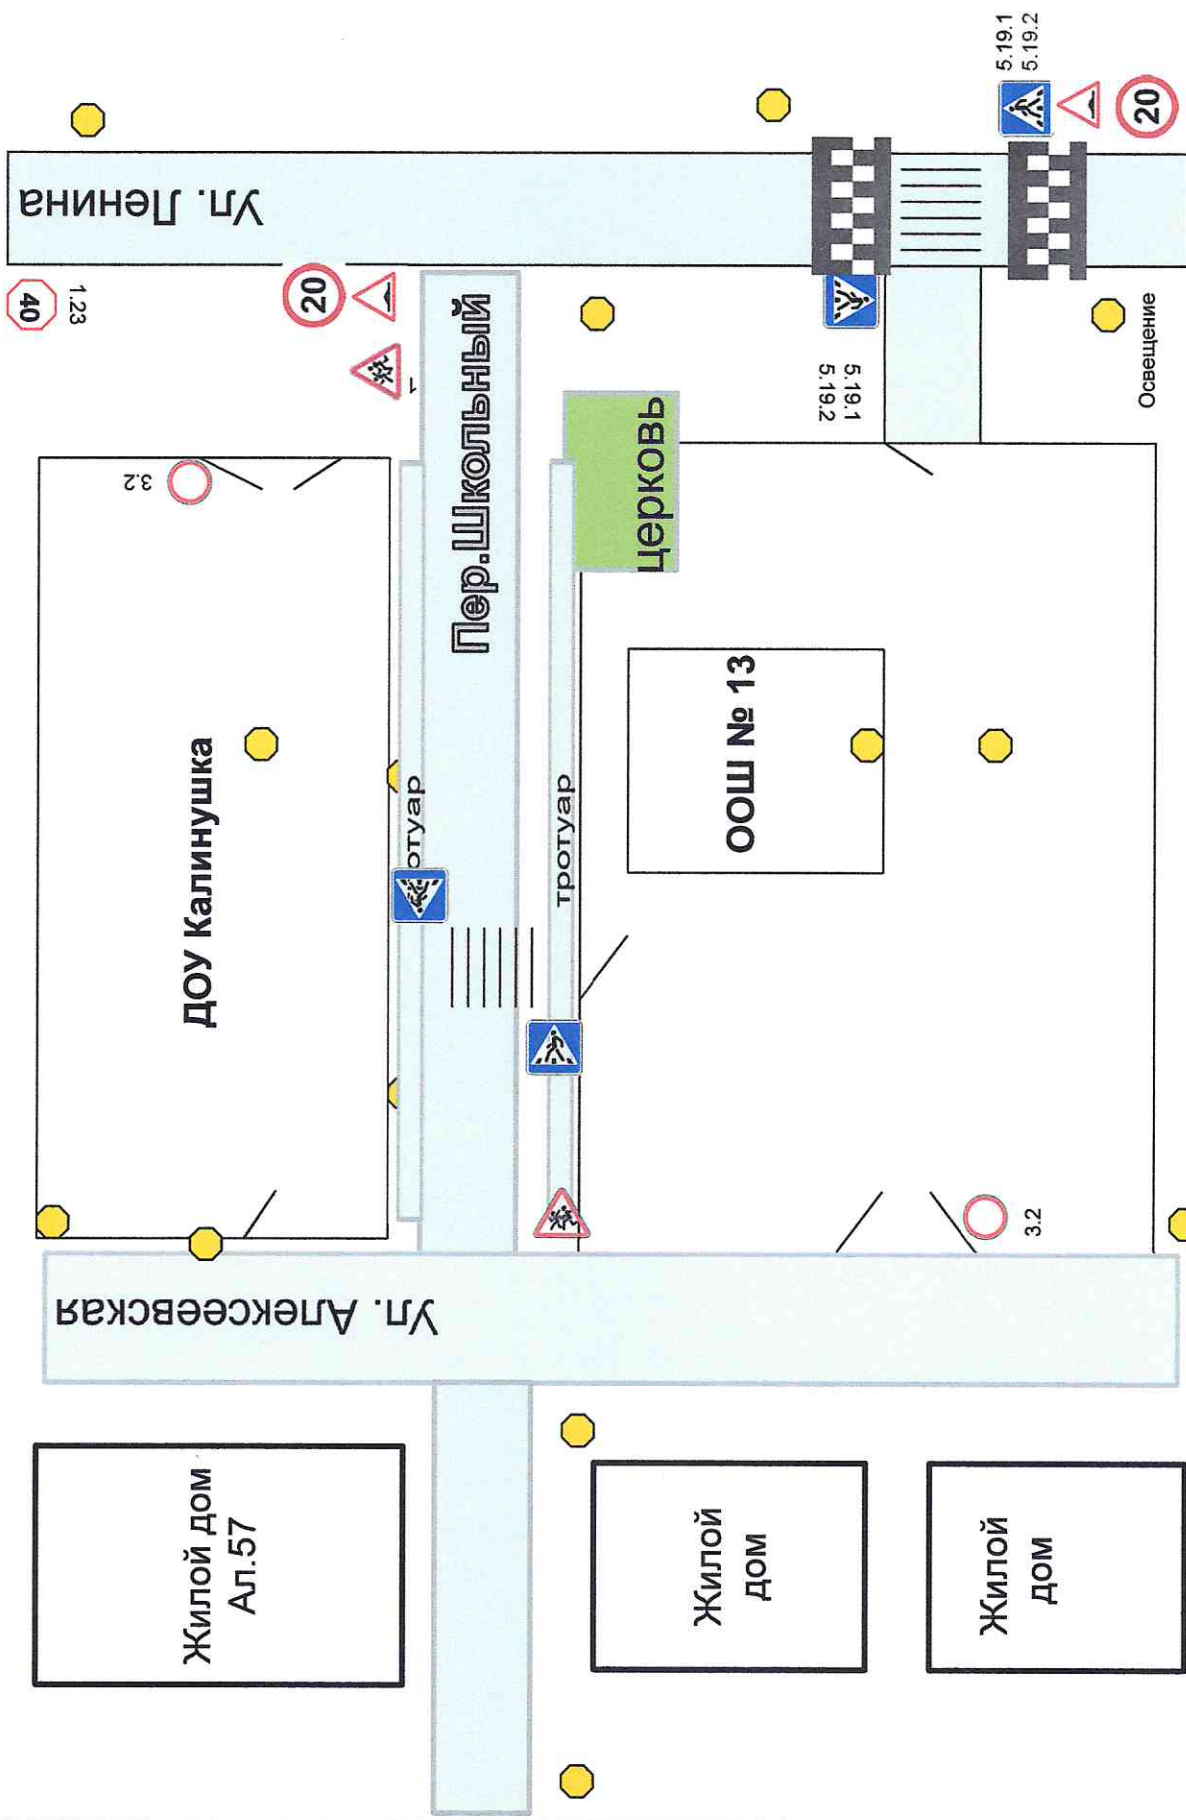 Ул. Ленина
40
1.23
20
5.19.1
5.19.2
20
5.19.1
5.19.2
Освещение
1
3.2
Пер.Школьный
церковь
ДОУ Калинушка
отуар
тротуар
ООШ № 13
3.2
Ул. Алексеевская
Жилой дом
Ал.57
Жилой
дом
Жилой
дом